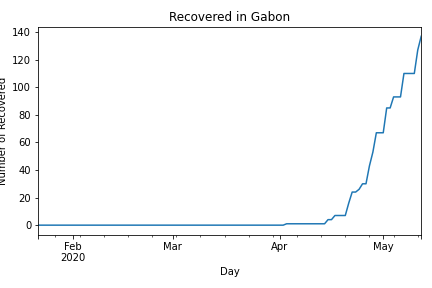 Recovered in Gabon
140
120
100
80
60
40
20
0
Number of Recovered
Feb
2020
Mar
Apr
May
Day